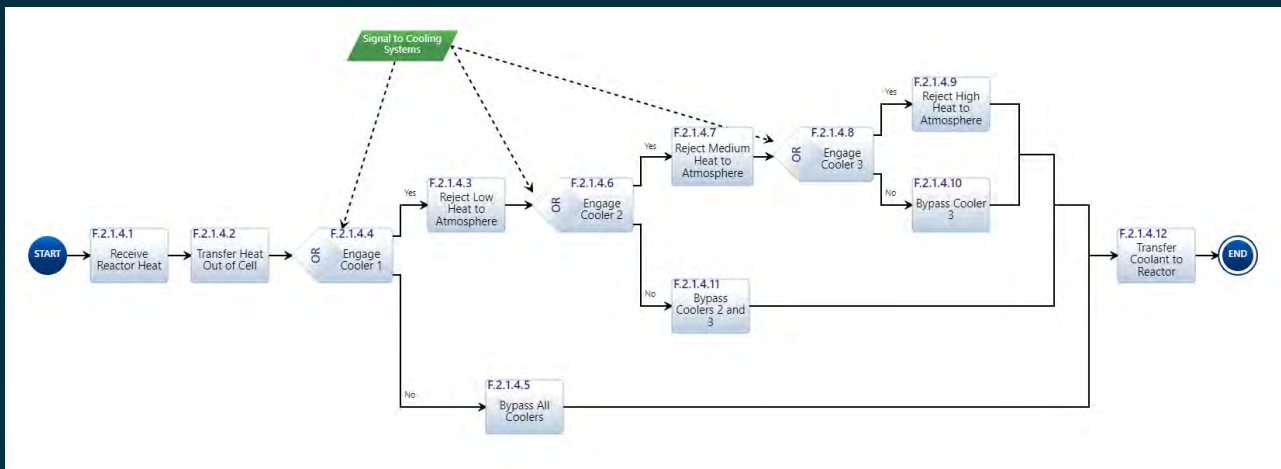 Signal to Cooling
Systems
START
F.2.1.4.1
Receive
Reactor Heat
F.2.1.4.2
Transfer Heat
Out of Cell
F.2.1.4.4
OR
Engage
Cooler 1
Yes
F.2.1.4.3
Reject Low
Heat to
Atmosphere
F.2.1.4.6
OR
Engage
Cooler 2
Yes
F.2.1.4.7
Reject Medium
Heat to
Atmosphere
F.2.1.4.8
OR
Engage
Cooler 3
Yes
F.2.1.4.9
Reject High
Heat to
Atmosphere
No
F.2.1.4.10
Bypass Cooler
3
No
F.2.1.4.11
Bypass
Coolers 2 and
3
No
F.2.1.4.5
Bypass All
Coolers
F.2.1.4.12
Transfer
Coolant to
Reactor
END